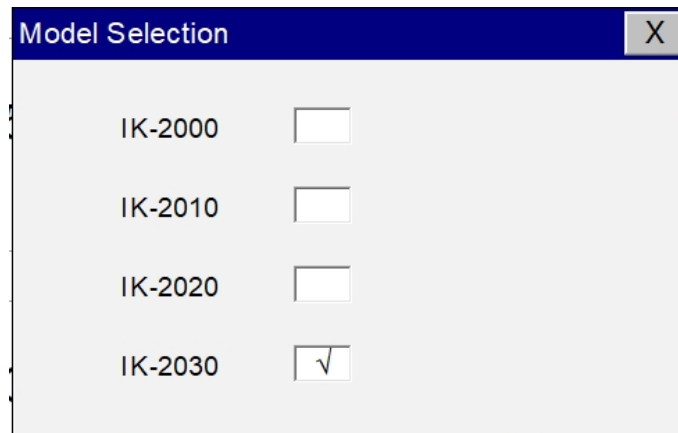 Model Selection X
IK-2000
IK-2010
IK-2020
IK-2030 √